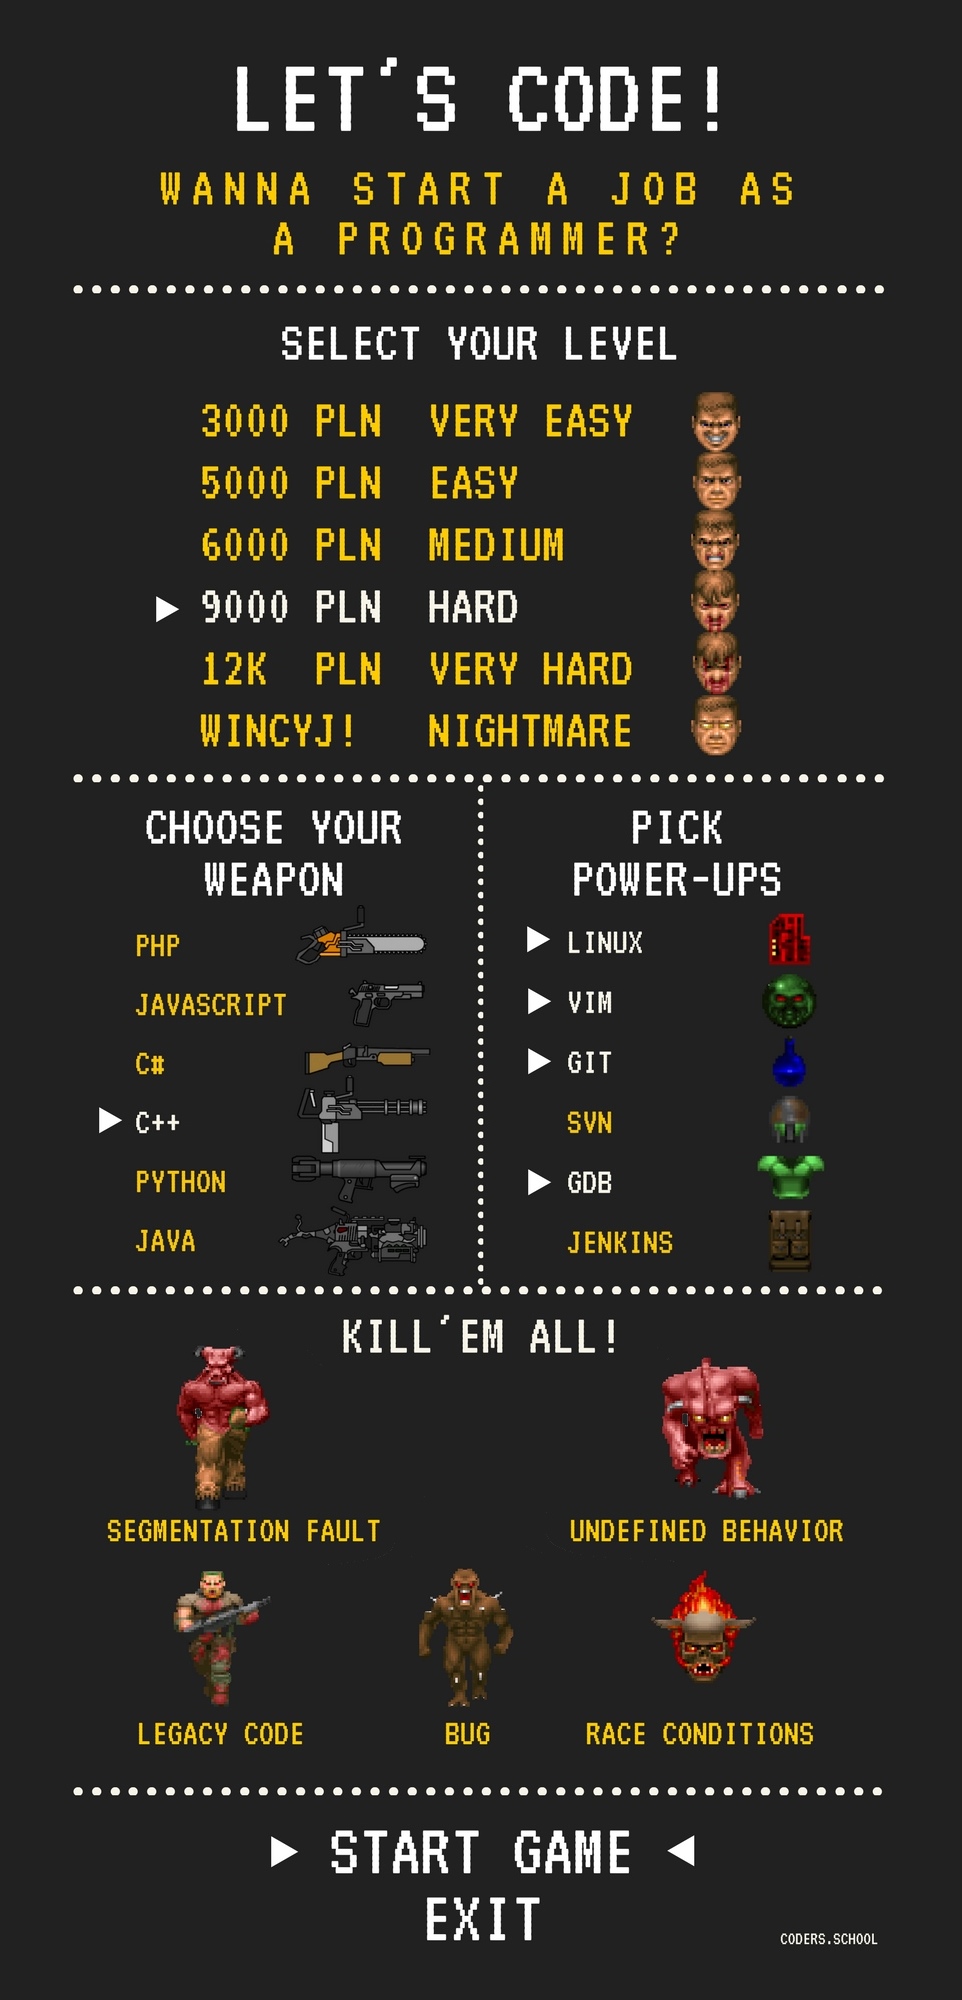 LET'S CODE!
WANNA START A JOB AS
A PROGRAMMER?
SELECT YOUR LEVEL
3000 PLN VERY EASY
5000 PLN EASY
6000 PLN MEDIUM
9000 PLN HARD
12K PLN VERY HARD
WINCYJ! NIGHTMARE
CHOOSE YOUR
WEAPON
PHP
JAVASCRIPT
C#
C++
PYTHON
JAVA
PICK
POWER-UPS
LINUX
VIM
GIT
SVN
GDB
JENKINS
KILL'EM ALL!
SEGMENTATION FAULT
UNDEFINED BEHAVIOR
LEGACY CODE
BUG
RACE CONDITIONS
START GAME
EXIT
CODERS.SCHOOL